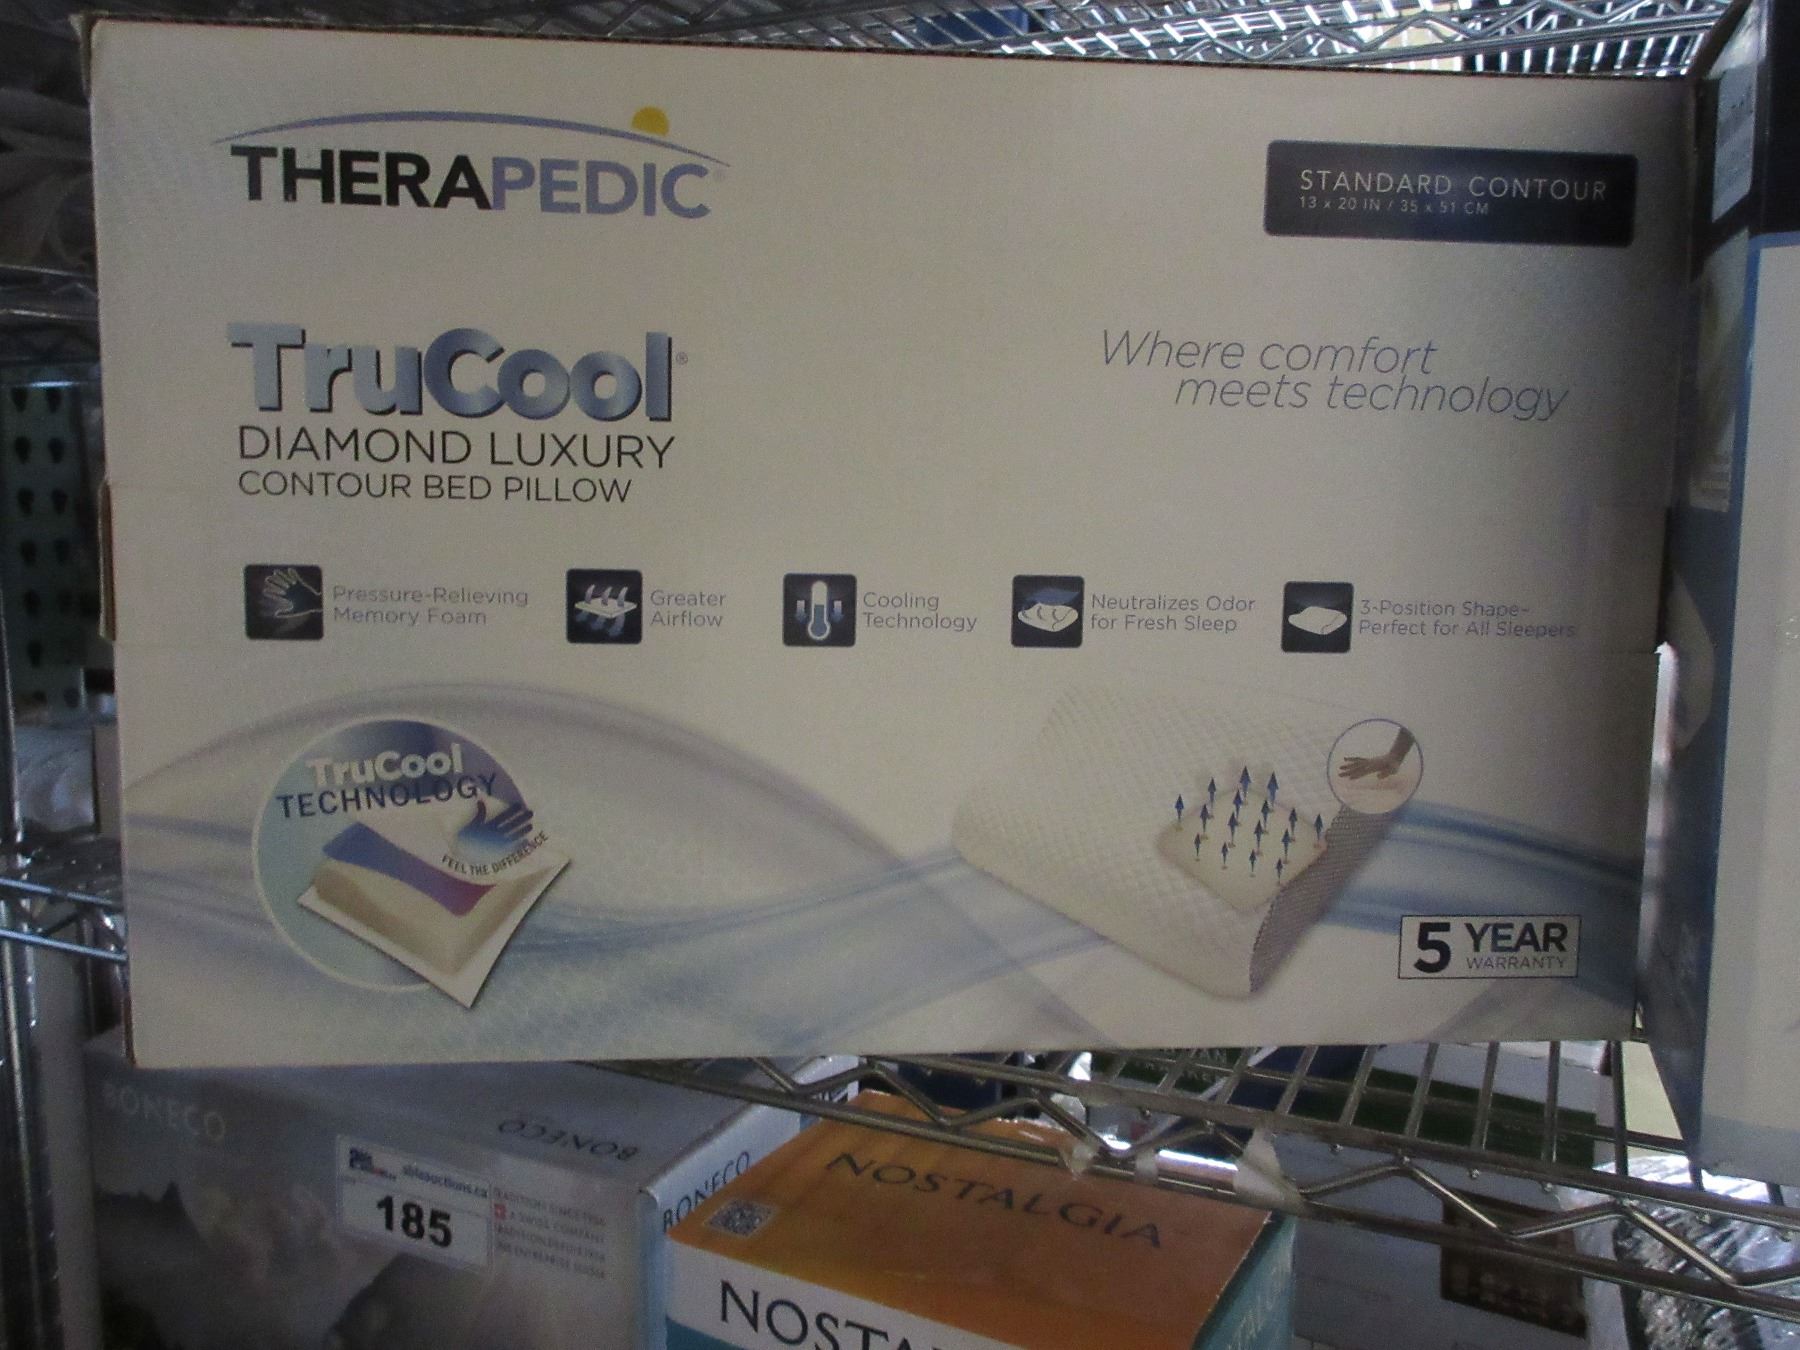 THERAPEDIC
STANDARD CONTOUR
13 x 20 IN / 35 x 51 CM
TruCool®
DIAMOND LUXURY
CONTOUR BED PILLOW
Where comfort
meets technology
Pressure-Relieving
Memory Foam
Greater
Airflow
Cooling
Technology
Neutralizes Odor
for Fresh Sleep
3-Position Shape-
Perfect for All Sleepers
TruCool
TECHNOLOGY
FEEL THE DIFFERENCE
5 YEAR
WARRANTY
BONECO
BONECO
BONECO
185
NOSTALGIA